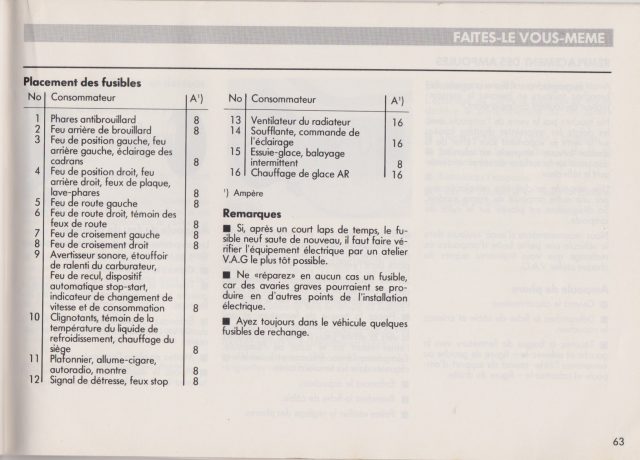 FAITES-LE VOUS-MEME
Placement des fusibles
No Consommateur A¹)
1 Phares antibrouillard 8
2 Feu arrière de brouillard 8
3 Feu de position gauche, feu
arrière gauche, éclairage des
cadrans 8
4 Feu de position droit, feu
arrière droit, feux de plaque,
lave-phares 8
5 Feu de route gauche 8
6 Feu de route droit, témoin des
feux de route 8
7 Feu de croisement gauche 8
8 Feu de croisement droit 8
9 Avertisseur sonore, étouffoir
de ralenti du carburateur,
Feu de recul, dispositif
automatique stop-start,
indicateur de changement de
vitesse et de consommation 8
10 Clignotants, témoin de la
température du liquide de
refroidissement, chauffage du
siège 8
11 Plafonnier, allume-cigare,
autoradio, montre 8
12 Signal de détresse, feux stop 8
No Consommateur A¹)
13 Ventilateur du radiateur 16
14 Soufflante, commande de
l'éclairage 16
15 Essuie-glace, balayage
intermittent 8
16 Chauffage de glace AR 16
¹) Ampère
Remarques
■ Si, après un court laps de temps, le fu-
sible neuf saute de nouveau, il faut faire vé-
rifier l'équipement électrique par un atelier
V.A.G le plus tôt possible.
■ Ne «réparez» en aucun cas un fusible,
car des avaries graves pourraient se pro-
duire en d'autres points de l'installation
électrique.
■ Ayez toujours dans le véhicule quelques
fusibles de rechange.
63